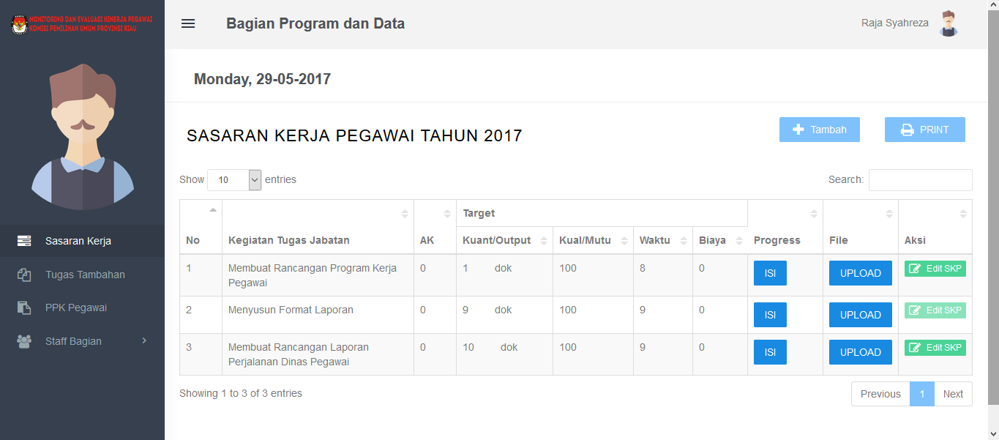 MONITORING DAN EVALUASI KINERJA PEGAWAI
KOMISI PEMILIHAN UMUM PROVINSI RIAU
Bagian Program dan Data
Raja Syahreza
Monday, 29-05-2017
SASARAN KERJA PEGAWAI TAHUN 2017
Tambah
PRINT
Sasaran Kerja
Tugas Tambahan
PPK Pegawai
Staff Bagian
Show 10 entries
Search:
Target
No Kegiatan Tugas Jabatan AK Kuant/Output Kual/Mutu Waktu Biaya Progress File Aksi
1 Membuat Rancangan Program Kerja 0 1 dok 100 8 0 ISI UPLOAD Edit SKP
Pegawai
2 Menyusun Format Laporan 0 9 dok 100 9 0 ISI UPLOAD Edit SKP
3 Membuat Rancangan Laporan 0 10 dok 100 9 0 ISI UPLOAD Edit SKP
Perjalanan Dinas Pegawai
Showing 1 to 3 of 3 entries
Previous 1 Next